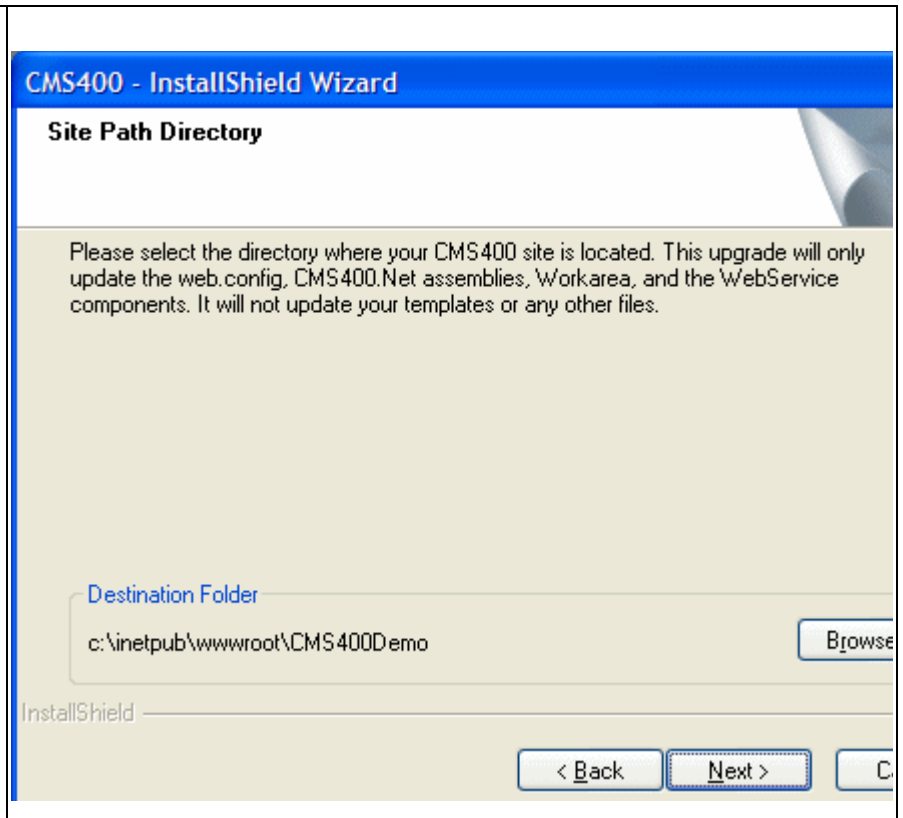 CMS400 - InstallShield Wizard
Site Path Directory
Please select the directory where your CMS400 site is located. This upgrade will only
update the web.config, CMS400.Net assemblies, Workarea, and the WebService
components. It will not update your templates or any other files.
Destination Folder
c:\inetpub\wwwroot\CMS400Demo
Browse
InstallShield
< Back Next >